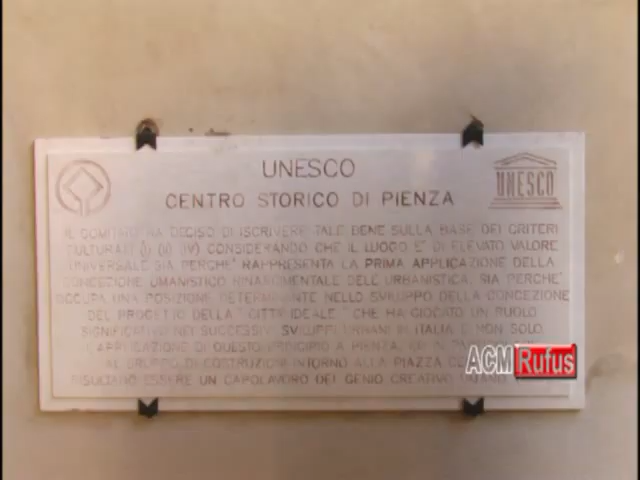 UNESCO
CENTRO STORICO DI PIENZA
UNESCO
IL COMITATO HA DECISO DI ISCRIVERE TALE BENE SULLA BASE DEI CRITERI
CULTURALI (I) (II) (IV) CONSIDERANDO CHE IL LUOGO E' DI ELEVATO VALORE
UNIVERSALE SIA PERCHE' RAPPRESENTA LA PRIMA APPLICAZIONE DELLA
CONCEZIONE UMANISTICO RINASCIMENTALE DELL'URBANISTICA, SIA PERCHE'
OCCUPA UNA POSIZIONE DETERMINANTE NELLO SVILUPPO DELLA CONCEZIONE
DEL PROGETTO DELLA "CITTA' IDEALE" CHE HA GIOCATO UN RUOLO
SIGNIFICATIVO NEI SUCCESSIVI SVILUPPI URBANI IN ITALIA E NON SOLO.
L'APPLICAZIONE DI QUESTO PRINCIPIO A PIENZA, ED IN
AL GRUPPO DI COSTRUZIONI INTORNO ALLA PIAZZA
RISULTANO ESSERE UN CAPOLAVORO DEL GENIO CREATIVO UMANO
ACM Rufus